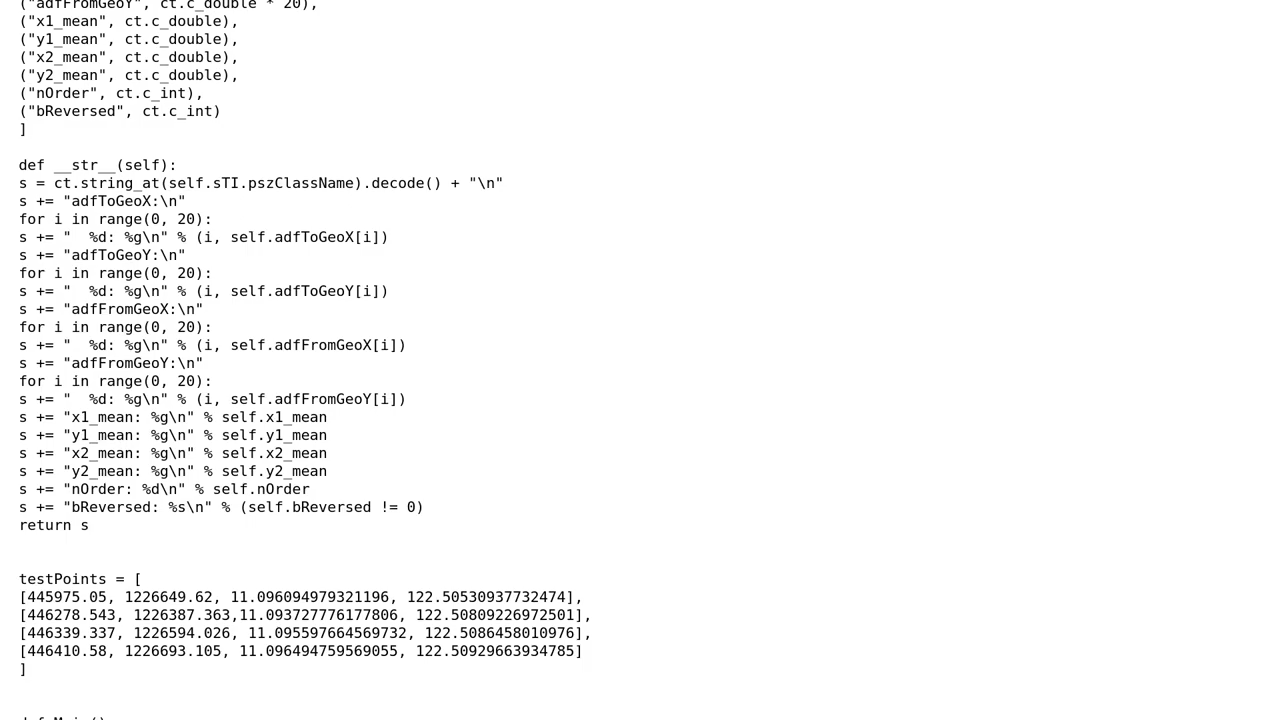 ("adfFromGeoY", ct.c_double * 20),
("x1_mean", ct.c_double),
("y1_mean", ct.c_double),
("x2_mean", ct.c_double),
("y2_mean", ct.c_double),
("nOrder", ct.c_int),
("bReversed", ct.c_int)
]
def __str__(self):
s = ct.string_at(self.sTI.pszClassName).decode() + "\n"
s += "adfToGeoX:\n"
for i in range(0, 20):
s += "  %d: %g\n" % (i, self.adfToGeoX[i])
s += "adfToGeoY:\n"
for i in range(0, 20):
s += "  %d: %g\n" % (i, self.adfToGeoY[i])
s += "adfFromGeoX:\n"
for i in range(0, 20):
s += "  %d: %g\n" % (i, self.adfFromGeoX[i])
s += "adfFromGeoY:\n"
for i in range(0, 20):
s += "  %d: %g\n" % (i, self.adfFromGeoY[i])
s += "x1_mean: %g\n" % self.x1_mean
s += "y1_mean: %g\n" % self.y1_mean
s += "x2_mean: %g\n" % self.x2_mean
s += "y2_mean: %g\n" % self.y2_mean
s += "nOrder: %d\n" % self.nOrder
s += "bReversed: %s\n" % (self.bReversed != 0)
return s
testPoints = [
[445975.05, 1226649.62, 11.096094979321196, 122.50530937732474],
[446278.543, 1226387.363,11.093727776177806, 122.50809226972501],
[446339.337, 1226594.026, 11.095597664569732, 122.5086458010976],
[446410.58, 1226693.105, 11.096494759569055, 122.50929663934785]
]